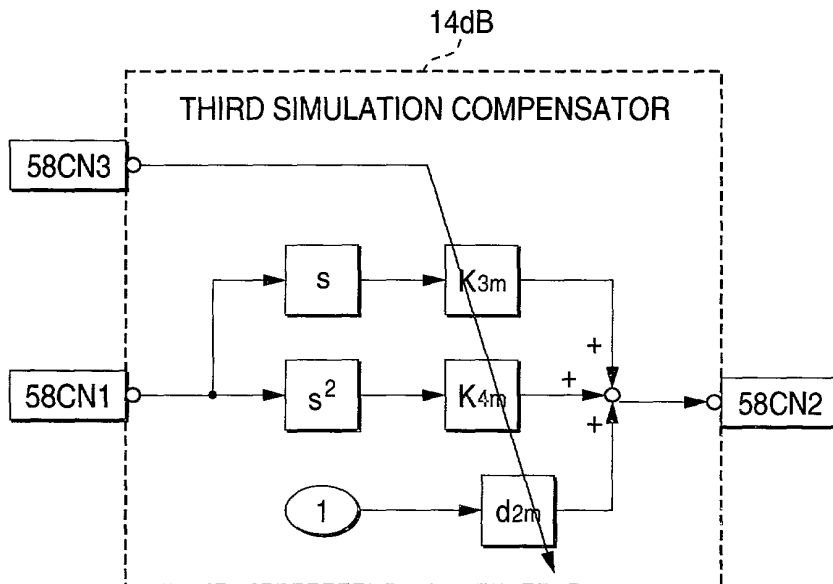 14dB
THIRD SIMULATION COMPENSATOR
58CN3
s
K3m
+
58CN1
s²
K4m
+
+
58CN2
1
d2m